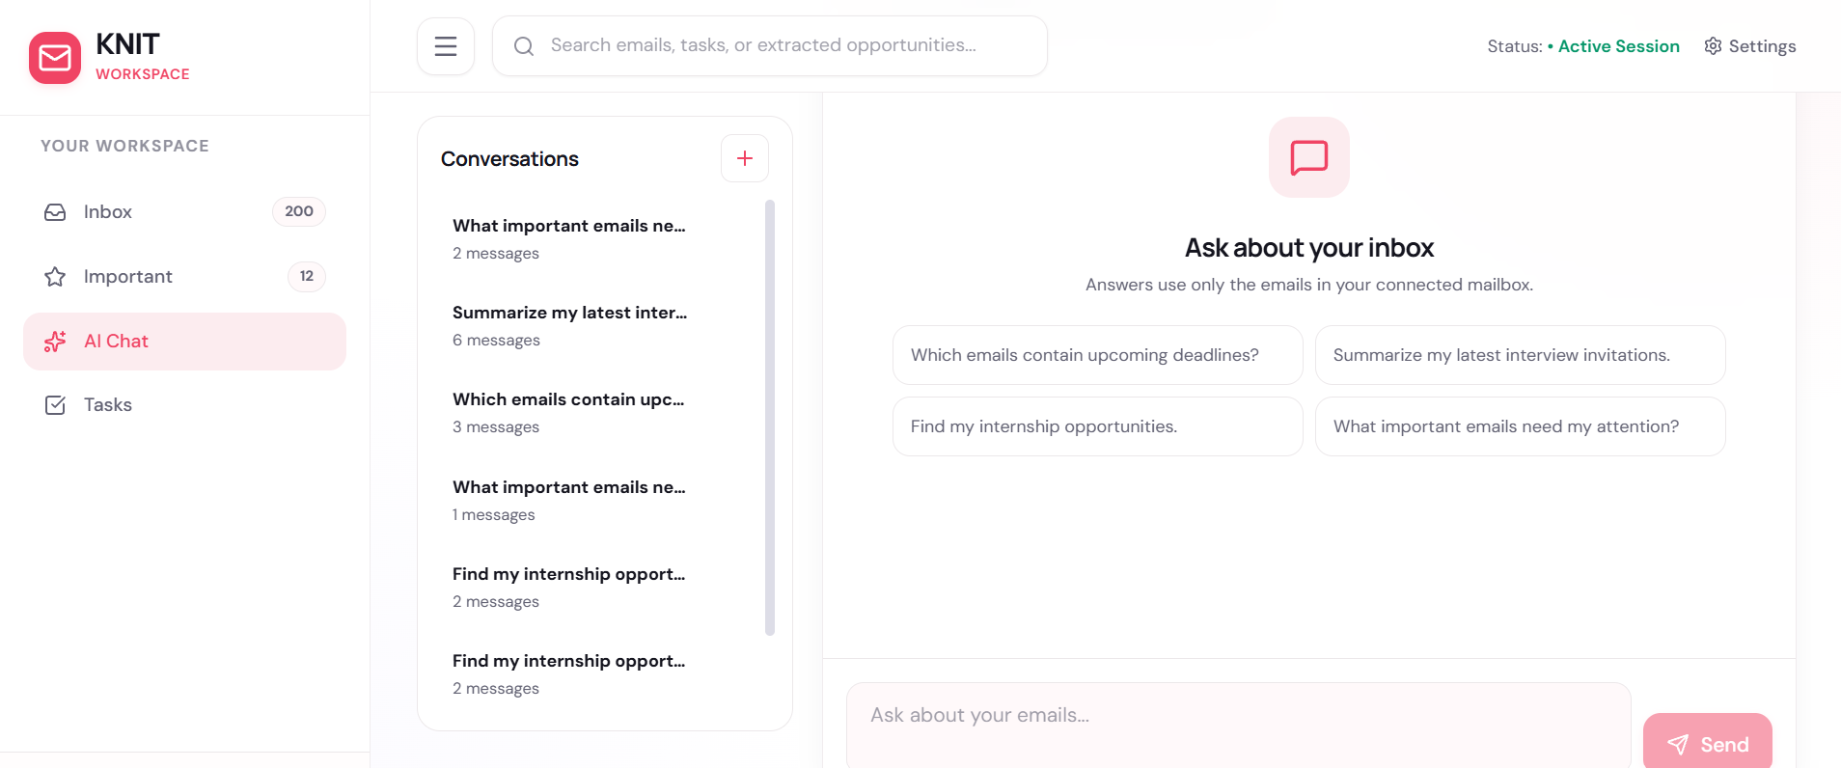 KNIT
WORKSPACE
YOUR WORKSPACE
Inbox 200
Important 12
AI Chat
Tasks
Search emails, tasks, or extracted opportunities...
Status: • Active Session
Settings
Conversations
What important emails ne...
2 messages
Summarize my latest inter...
6 messages
Which emails contain upc...
3 messages
What important emails ne...
1 messages
Find my internship opport...
2 messages
Find my internship opport...
2 messages
Ask about your inbox
Answers use only the emails in your connected mailbox.
Which emails contain upcoming deadlines?
Summarize my latest interview invitations.
Find my internship opportunities.
What important emails need my attention?
Ask about your emails...
Send